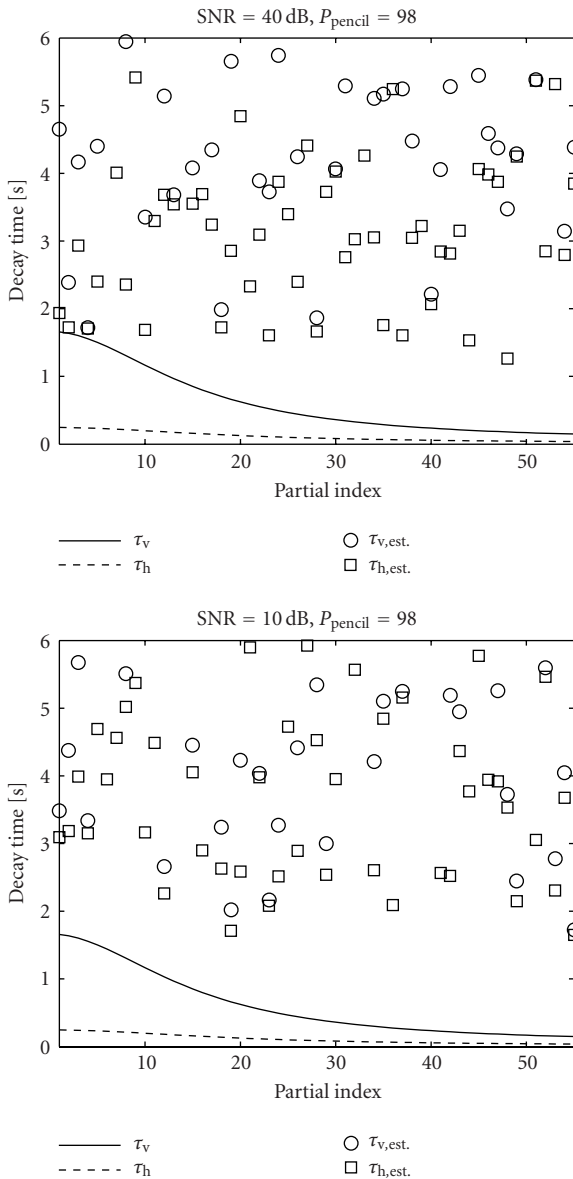 SNR = 40 dB, P_pencil = 98
6
5
4
3
2
1
0
Decay time [s]
10 20 30 40 50
Partial index
τ_v τ_v,est.
τ_h τ_h,est.
SNR = 10 dB, P_pencil = 98
6
5
4
3
2
1
0
Decay time [s]
10 20 30 40 50
Partial index
τ_v τ_v,est.
τ_h τ_h,est.